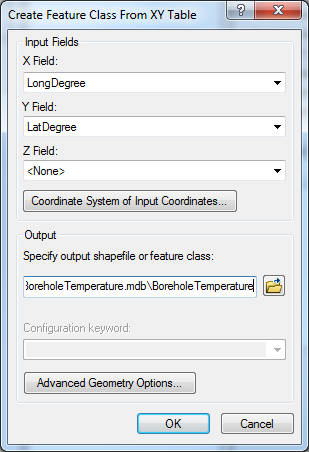 Create Feature Class From XY Table
Input Fields
X Field:
LongDegree
Y Field:
LatDegree
Z Field:
<None>
Coordinate System of Input Coordinates...
Output
Specify output shapefile or feature class:
BoreholeTemperature.mdb\BoreholeTemperature
Configuration keyword:
Advanced Geometry Options...
OK
Cancel